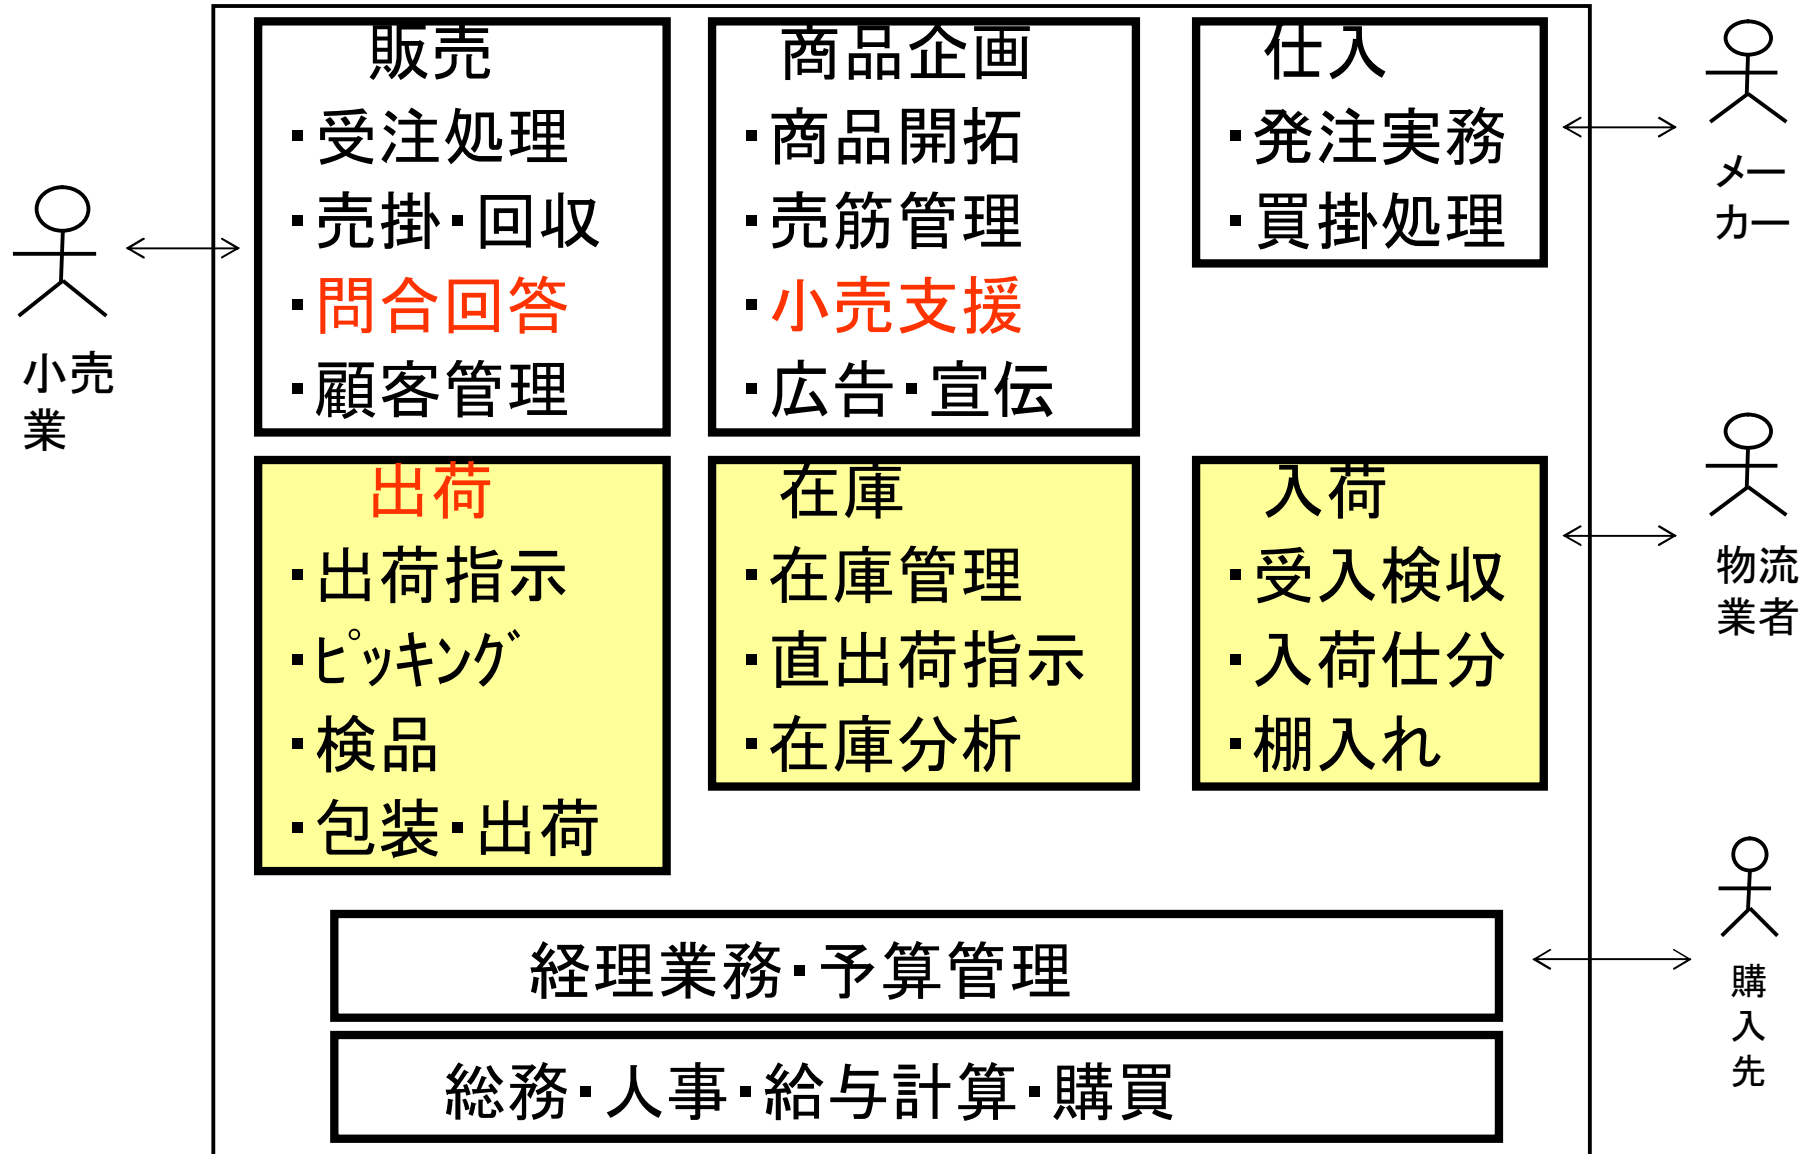 小売
業
販売
・受注処理
・売掛・回収
・問合回答
・顧客管理
商品企画
・商品開拓
・売筋管理
・小売支援
・広告・宣伝
仕入
・発注実務
・買掛処理
メー
カー
出荷
・出荷指示
・ﾋﾟｯｷﾝｸﾞ
・検品
・包装・出荷
在庫
・在庫管理
・直出荷指示
・在庫分析
入荷
・受入検収
・入荷仕分
・棚入れ
物流
業者
経理業務・予算管理
総務・人事・給与計算・購買
購
入
先